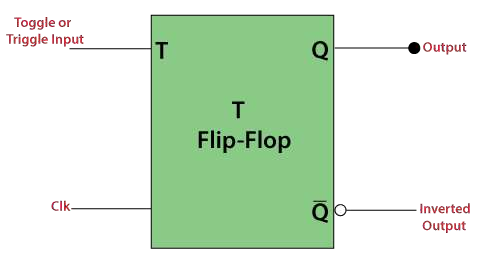 Toggle or
Triggle Input
T
Q
Output
T
Flip-Flop
Clk
Q̅
Inverted
Output